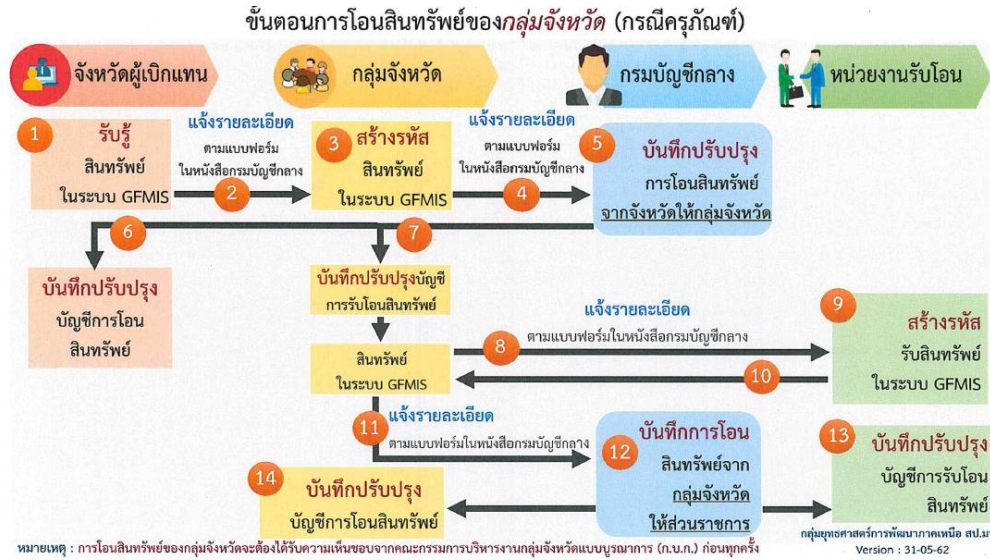 ขั้นตอนการโอนสินทรัพย์ของกลุ่มจังหวัด (กรณีครุภัณฑ์)
จังหวัดผู้เบิกแทน
กลุ่มจังหวัด
กรมบัญชีกลาง
หน่วยงานรับโอน
1
รับรู้
สินทรัพย์
ในระบบ GFMIS
แจ้งรายละเอียด
ตามแบบฟอร์ม
ในหนังสือกรมบัญชีกลาง
2
3
สร้างรหัส
สินทรัพย์
ในระบบ GFMIS
แจ้งรายละเอียด
ตามแบบฟอร์ม
ในหนังสือกรมบัญชีกลาง
4
5
บันทึกปรับปรุง
การโอนสินทรัพย์
จากจังหวัดให้กลุ่มจังหวัด
6
7
บันทึกปรับปรุง
บัญชีการโอน
สินทรัพย์
บันทึกปรับปรุงบัญชี
การรับโอนสินทรัพย์
สินทรัพย์
ในระบบ GFMIS
แจ้งรายละเอียด
8
ตามแบบฟอร์มในหนังสือกรมบัญชีกลาง
9
สร้างรหัส
รับสินทรัพย์
ในระบบ GFMIS
10
11
แจ้งรายละเอียด
ตามแบบฟอร์มในหนังสือกรมบัญชีกลาง
12
บันทึกการโอน
สินทรัพย์จาก
กลุ่มจังหวัด
ให้ส่วนราชการ
13
บันทึกปรับปรุง
บัญชีการรับโอน
สินทรัพย์
14
บันทึกปรับปรุง
บัญชีการโอนสินทรัพย์
กลุ่มยุทธศาสตร์การพัฒนาภาคเหนือ สป.ม
หมายเหตุ : การโอนสินทรัพย์ของกลุ่มจังหวัดจะต้องได้รับความเห็นชอบจากคณะกรรมการบริหารงานกลุ่มจังหวัดแบบบูรณาการ (ก.บ.ก.) ก่อนทุกครั้ง
Version : 31-05-62